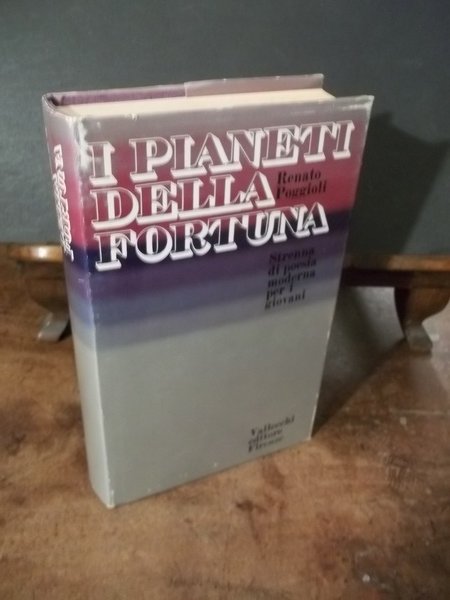 I PIANETI
DELLA
FORTUNA
Renato
Poggioli
Strenna
di poesia
moderna
per i
giovani
Vallecchi
editore
Firenze